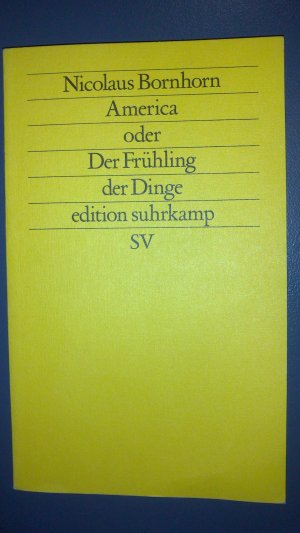 Nicolaus Bornhorn
America
oder
Der Frühling
der Dinge
edition suhrkamp
SV